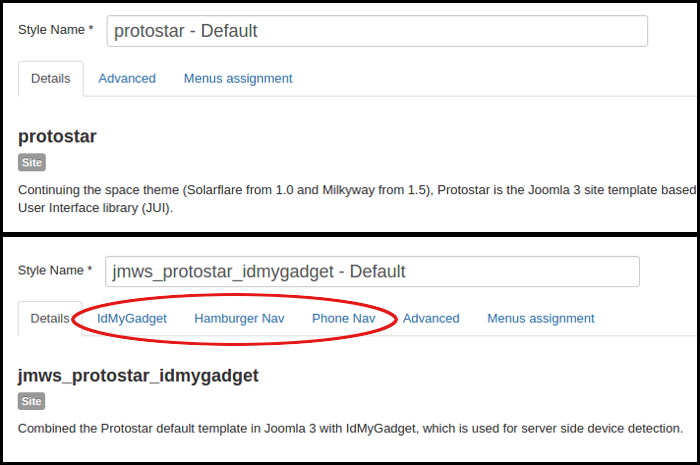 Style Name * protostar - Default
Details Advanced Menus assignment
protostar
Site
Continuing the space theme (Solarflare from 1.0 and Milkyway from 1.5), Protostar is the Joomla 3 site template based
User Interface library (JUI).
Style Name * jmws_protostar_idmygadget - Default
Details IdMyGadget Hamburger Nav Phone Nav Advanced Menus assignment
jmws_protostar_idmygadget
Site
Combined the Protostar default template in Joomla 3 with IdMyGadget, which is used for server side device detection.